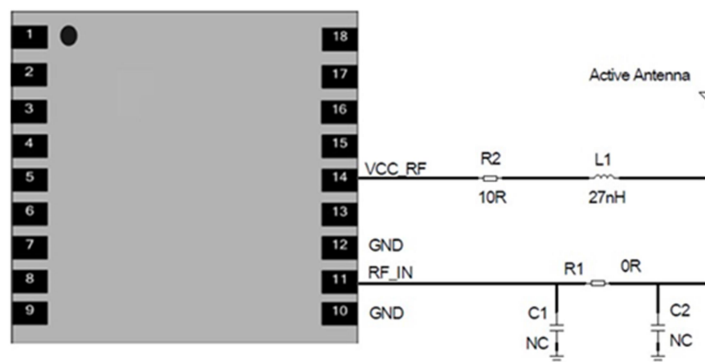 1 18
2 17
3 16
4 15
5 14
6 13
7 12
8 11
9 10
Active Antenna
VCC_RF R2 L1
10R 27nH
GND
RF_IN R1 0R
GND C1 C2
NC NC